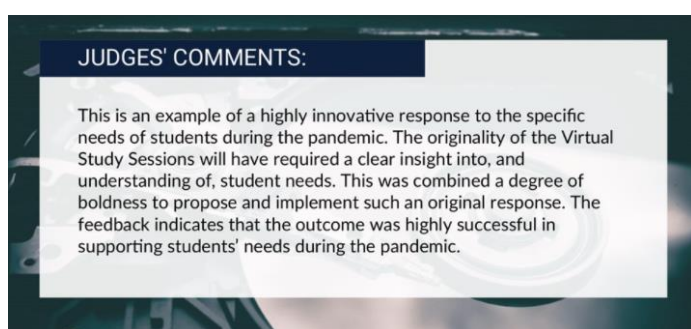 JUDGES' COMMENTS:
This is an example of a highly innovative response to the specific
needs of students during the pandemic. The originality of the Virtual
Study Sessions will have required a clear insight into, and
understanding of, student needs. This was combined a degree of
boldness to propose and implement such an original response. The
feedback indicates that the outcome was highly successful in
supporting students' needs during the pandemic.